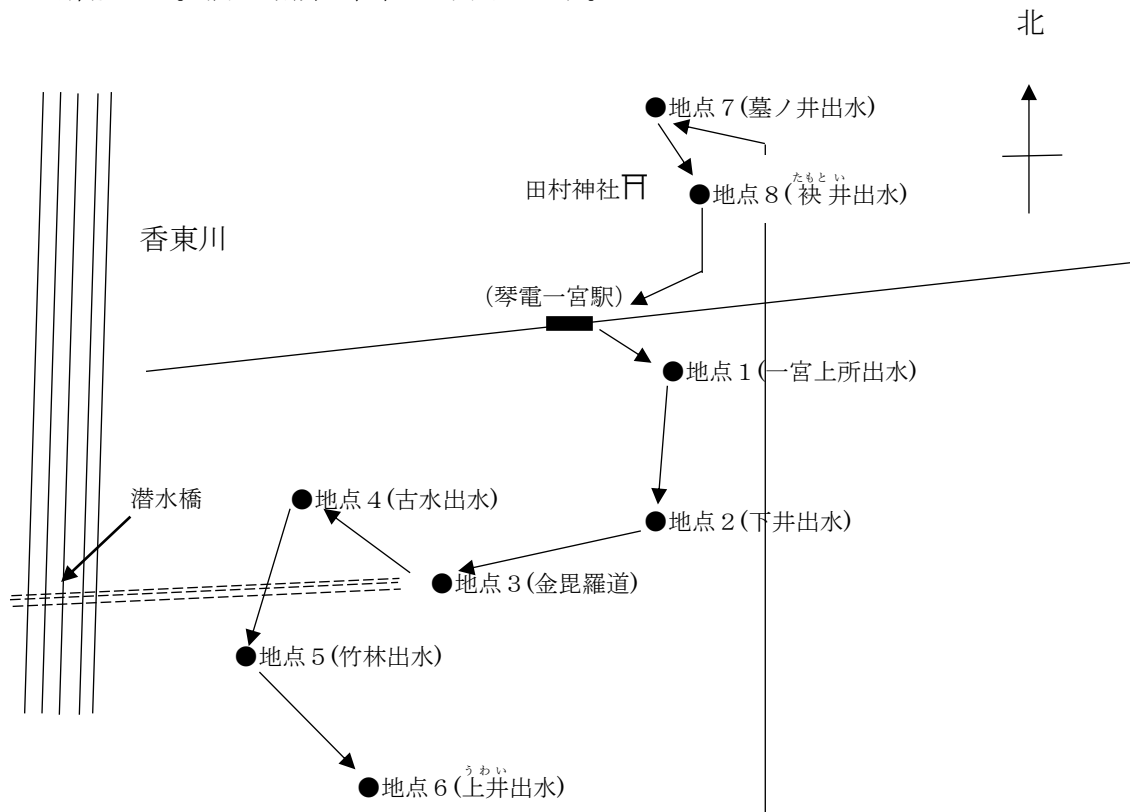 北
地点７(墓ノ井出水)
田村神社
地点８(袂井出水)
たもとい
香東川
(琴電一宮駅)
地点１(一宮上所出水)
潜水橋
地点４(古水出水)
地点２(下井出水)
地点３(金毘羅道)
地点５(竹林出水)
地点６(上井出水)
うわい